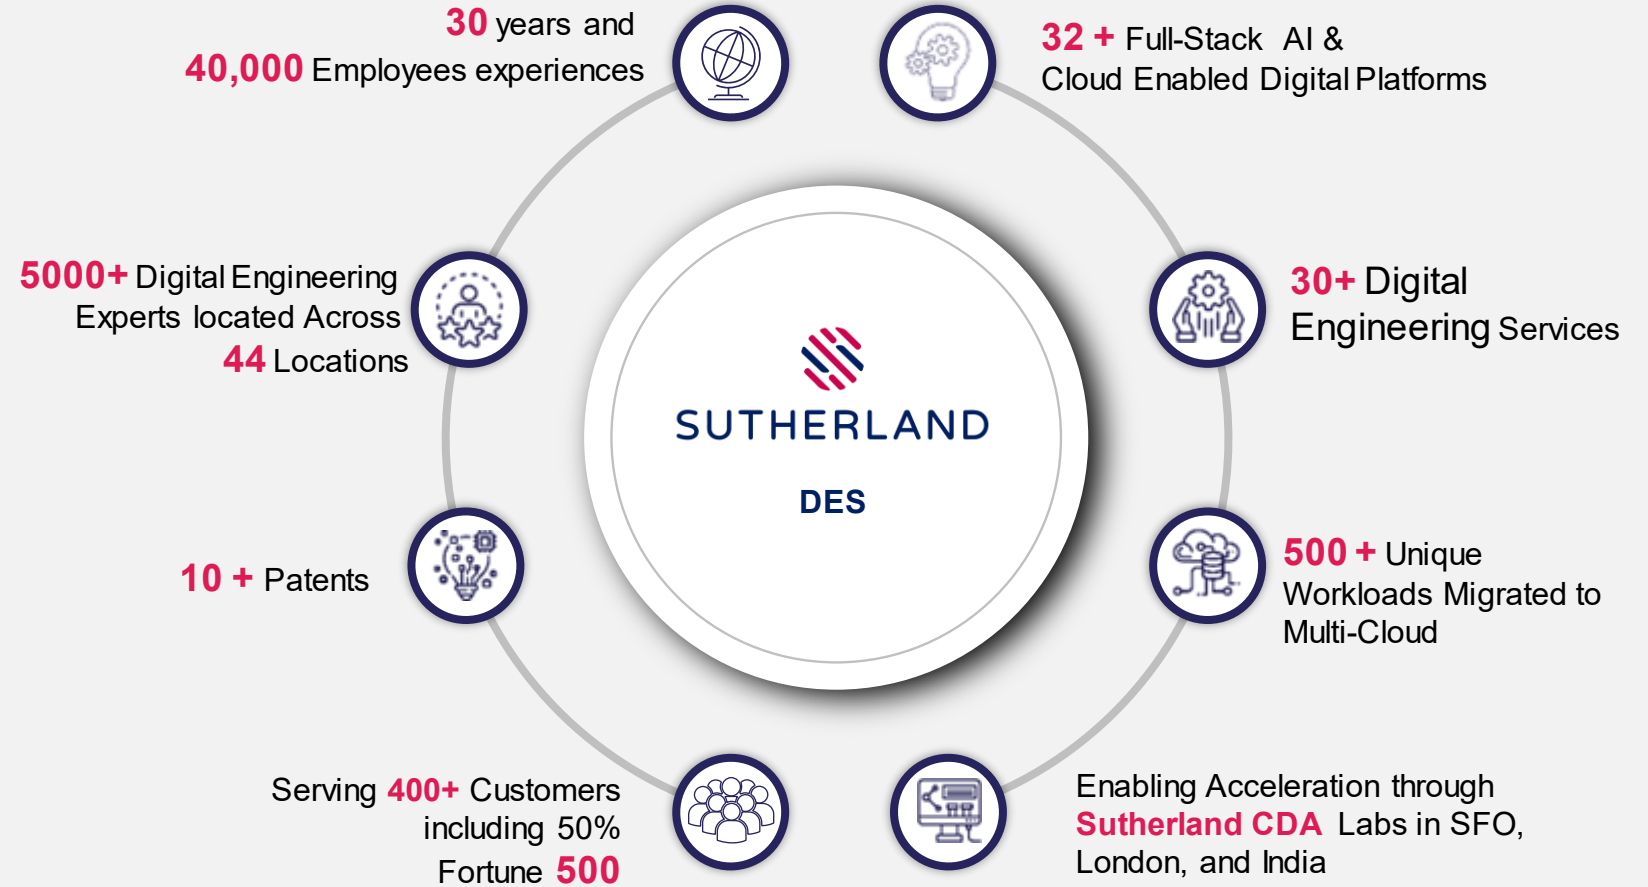 30 years and
40,000 Employees experiences
32 + Full-Stack AI &
Cloud Enabled Digital Platforms
5000+ Digital Engineering
Experts located Across
44 Locations
30+ Digital
Engineering Services
SUTHERLAND
DES
10 + Patents
500 + Unique
Workloads Migrated to
Multi-Cloud
Serving 400+ Customers
including 50%
Fortune 500
Enabling Acceleration through
Sutherland CDA Labs in SFO,
London, and India